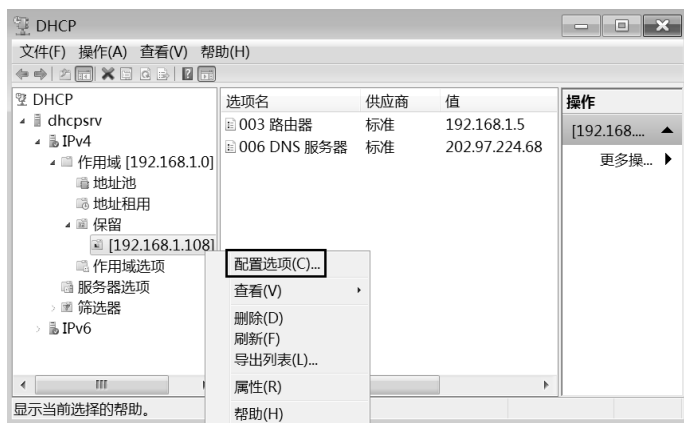 DHCP
文件(F) 操作(A) 查看(V) 帮助(H)
DHCP
dhcpsrv
IPv4
作用域 [192.168.1.0]
地址池
地址租用
保留
[192.168.1.108]
作用域选项
服务器选项
筛选器
IPv6
选项名 供应商 值
003 路由器 标准 192.168.1.5
006 DNS 服务器 标准 202.97.224.68
操作
[192.168....
更多操...
配置选项(C)...
查看(V)
删除(D)
刷新(F)
导出列表(L)...
属性(R)
帮助(H)
显示当前选择的帮助。